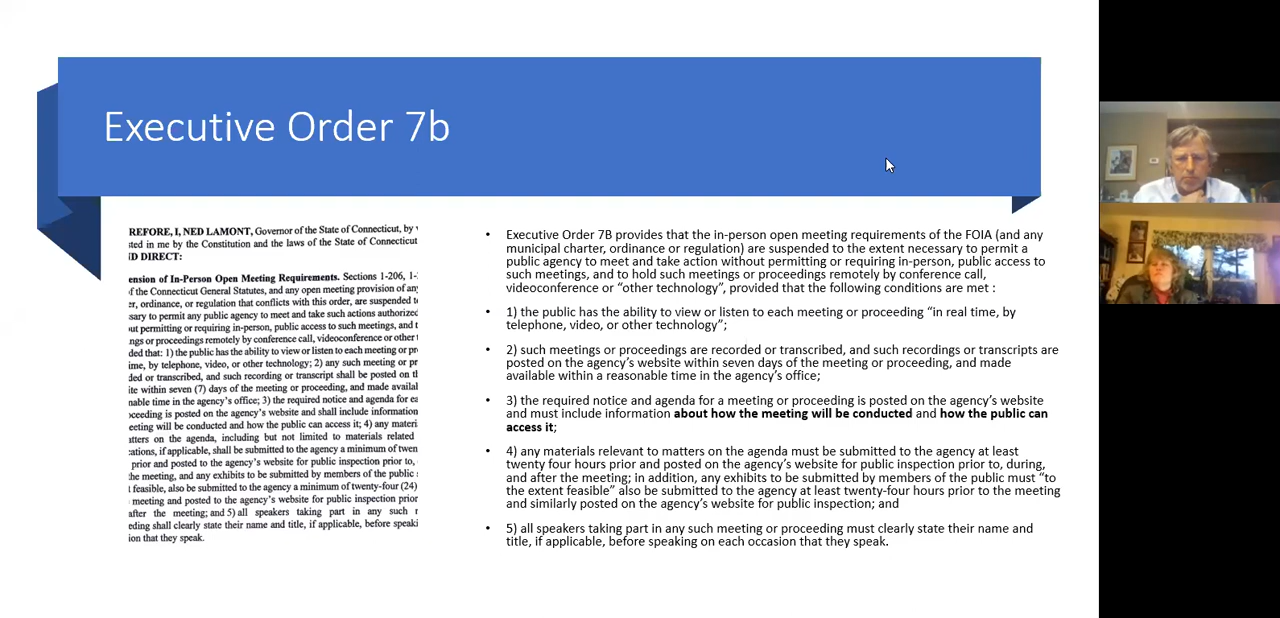 Executive Order 7b
REFORE, I, NED LAMONT, Governor of the State of Connecticut, by
in me by the Constitution and the laws of the State of Connecticut
DIRECT:
ension of In-Person Open Meeting Requirements. Sections 1-206,
f the Connecticut General Statutes, and any open meeting provision of
er, ordinance, or regulation that conflicts with this order, are suspended
sary to permit any public agency to meet and take such actions authorized
permitting or requiring in-person, public access to such meetings, and
ngs or proceedings remotely by conference call, videoconference or other
ded that: 1) the public has the ability to view or listen to each meeting or
ime, by telephone, video, or other technology; 2) any such meeting or
ded or transcribed, and such recording or transcript shall be posted on
ite within seven (7) days of the meeting or proceeding, and made
nable time in the agency's office; 3) the required notice and agenda for
ceeding is posted on the agency's website and shall include information
eeting will be conducted and how the public can access it; 4) any
tters on the agenda, including but not limited to materials related
cations, if applicable, shall be submitted to the agency a minimum of
prior and posted to the agency's website for public inspection prior to,
the meeting, and any exhibits to be submitted by members of the public
feasible, also be submitted to the agency a minimum of twenty-four (24)
meeting and posted to the agency's website for public inspection prior
after the meeting; and 5) all speakers taking part in any such
eding shall clearly state their name and title, if applicable, before
ion that they speak.
• Executive Order 7B provides that the in-person open meeting requirements of the FOIA (and any
municipal charter, ordinance or regulation) are suspended to the extent necessary to permit a
public agency to meet and take action without permitting or requiring in-person, public access to
such meetings, and to hold such meetings or proceedings remotely by conference call,
videoconference or “other technology”, provided that the following conditions are met :
• 1) the public has the ability to view or listen to each meeting or proceeding “in real time, by
telephone, video, or other technology”;
• 2) such meetings or proceedings are recorded or transcribed, and such recordings or transcripts are
posted on the agency’s website within seven days of the meeting or proceeding, and made
available within a reasonable time in the agency’s office;
• 3) the required notice and agenda for a meeting or proceeding is posted on the agency’s website
and must include information about how the meeting will be conducted and how the public can
access it;
• 4) any materials relevant to matters on the agenda must be submitted to the agency at least
twenty four hours prior and posted on the agency’s website for public inspection prior to, during,
and after the meeting; in addition, any exhibits to be submitted by members of the public must “to
the extent feasible” also be submitted to the agency at least twenty-four hours prior to the meeting
and similarly posted on the agency’s website for public inspection; and
• 5) all speakers taking part in any such meeting or proceeding must clearly state their name and
title, if applicable, before speaking on each occasion that they speak.